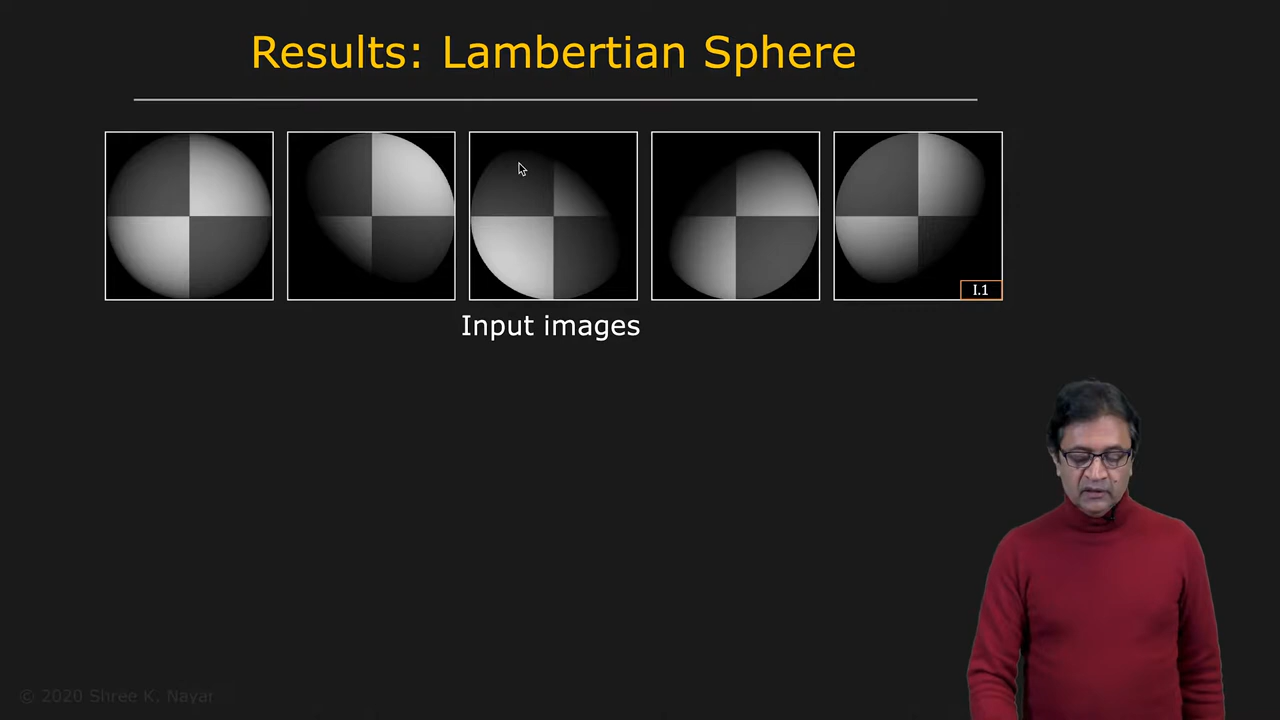 Results: Lambertian Sphere
I.1
Input images
© 2020 Shree K. Nayar